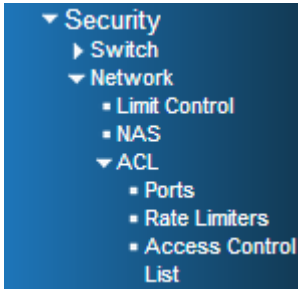 Security
Switch
Network
Limit Control
NAS
ACL
Ports
Rate Limiters
Access Control
List